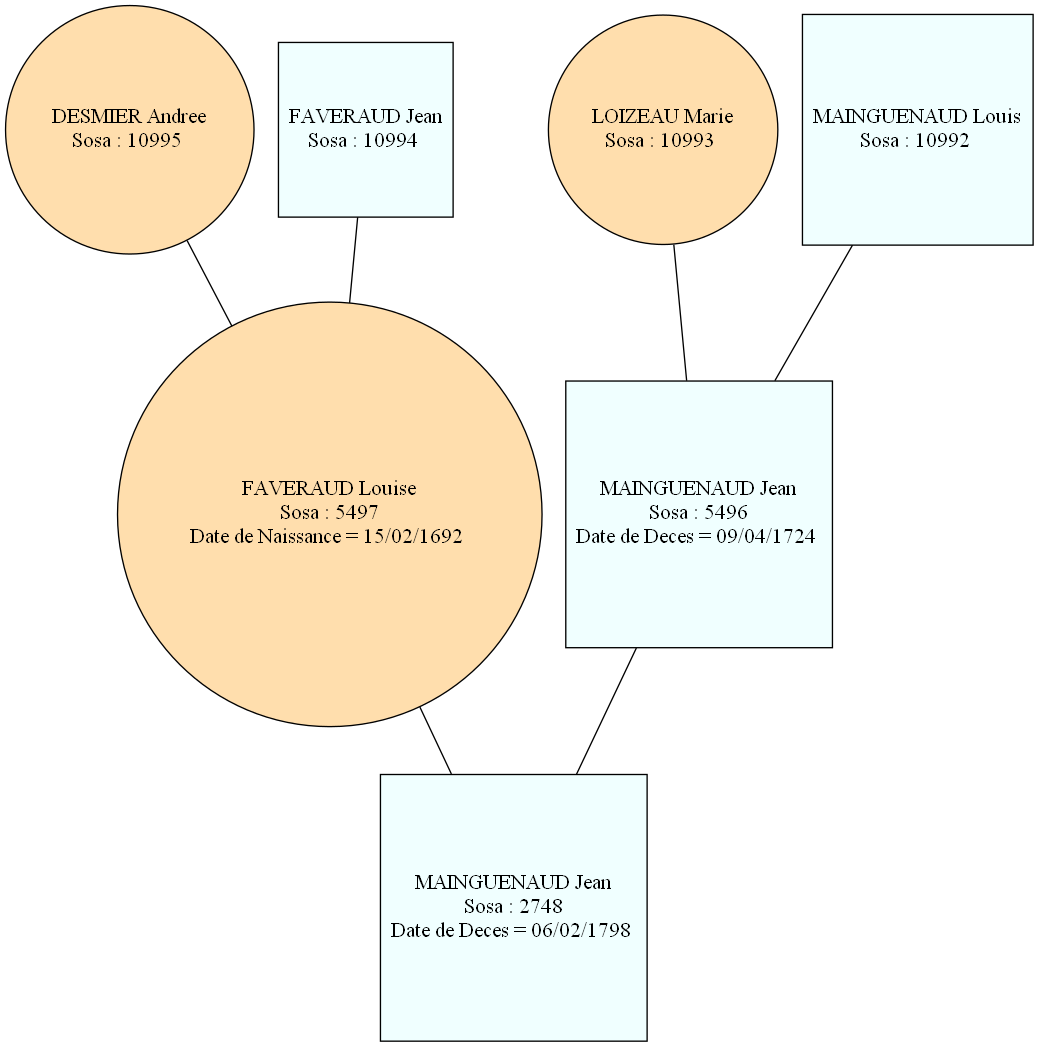 DESMIER Andree
Sosa : 10995
FAVERAUD Jean
Sosa : 10994
LOIZEAU Marie
Sosa : 10993
MAINGUENAUD Louis
Sosa : 10992
FAVERAUD Louise
Sosa : 5497
Date de Naissance = 15/02/1692
MAINGUENAUD Jean
Sosa : 5496
Date de Deces = 09/04/1724
MAINGUENAUD Jean
Sosa : 2748
Date de Deces = 06/02/1798